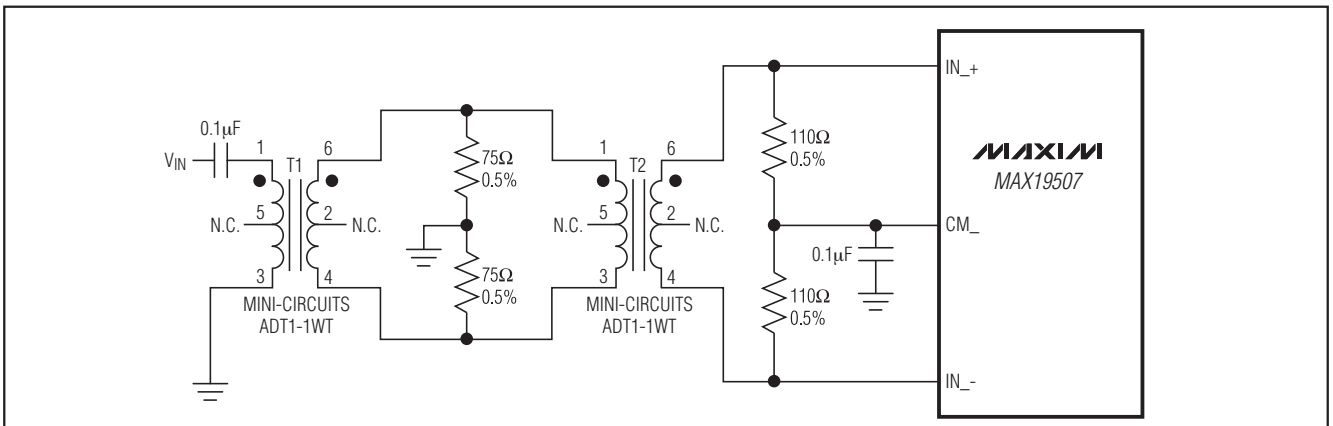 0.1µF
VIN
1
T1
6
5
2
N.C.
N.C.
3
4
MINI-CIRCUITS
ADT1-1WT
75Ω
0.5%
75Ω
0.5%
1
T2
6
5
2
N.C.
N.C.
3
4
MINI-CIRCUITS
ADT1-1WT
110Ω
0.5%
0.1µF
110Ω
0.5%
IN_+
MAXIM
MAX19507
CM_
IN_-